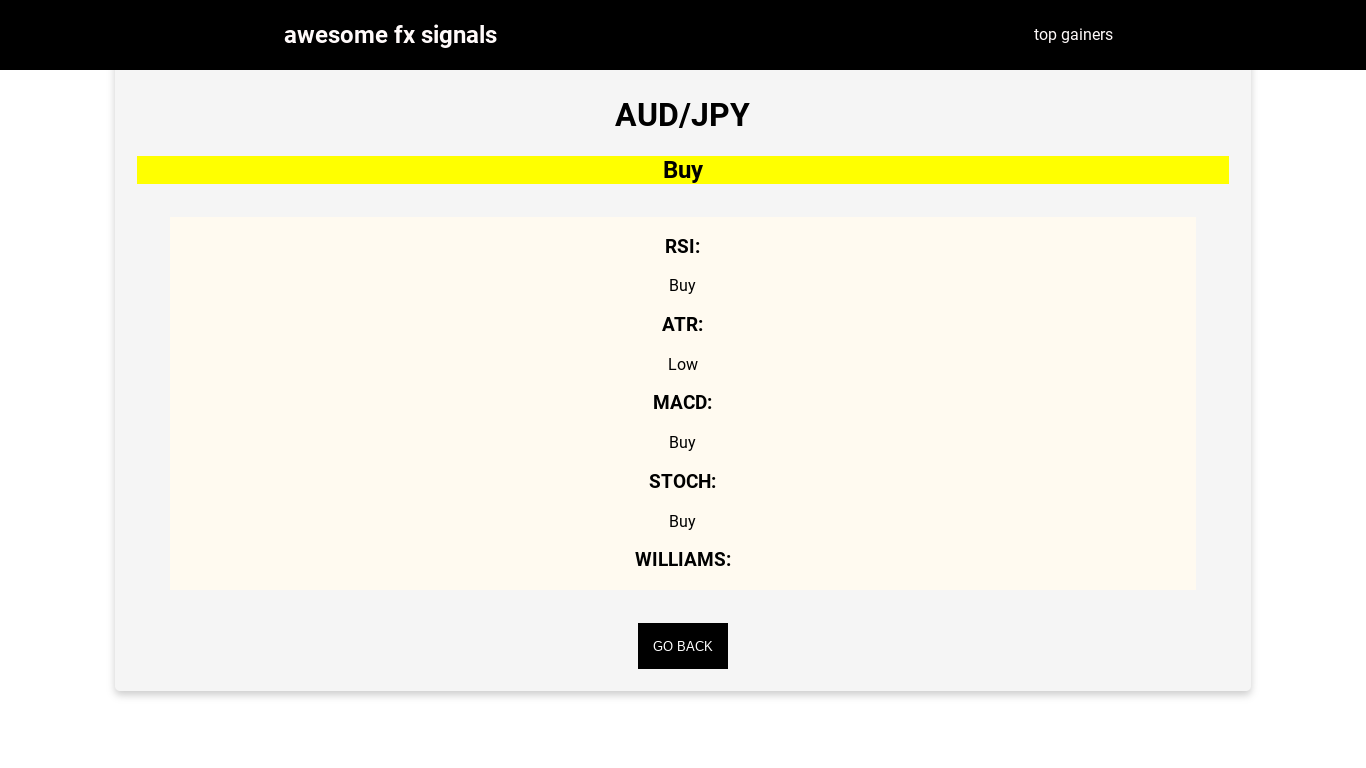 awesome fx signals
top gainers
AUD/JPY
Buy
RSI:
Buy
ATR:
Low
MACD:
Buy
STOCH:
Buy
WILLIAMS:
GO BACK